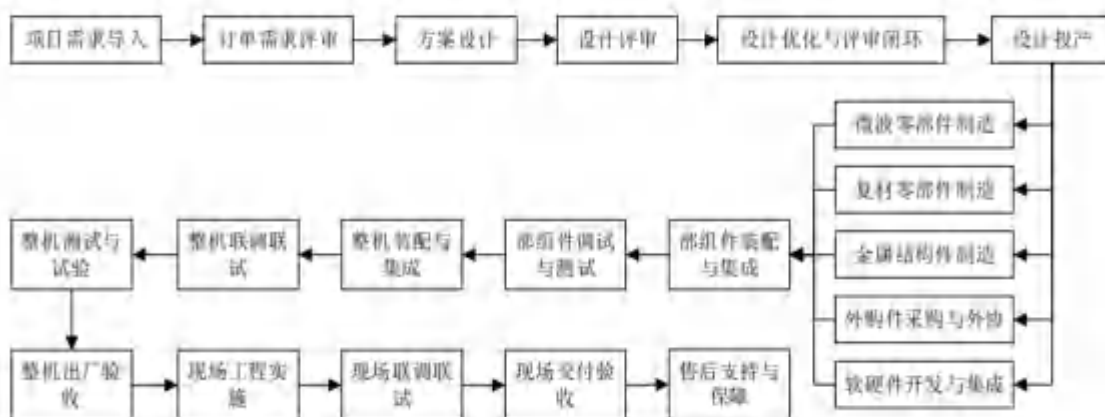 项目需求导入
订单需求评审
方案设计
设计评审
设计优化与评审闭环
设计投产
微波零部件制造
复材零部件制造
金属结构件制造
外购件采购与外协
软硬件开发与集成
部组件装配
与集成
部组件调试
与测试
整机装配与
集成
整机联调联
试
整机测试与
试验
整机出厂验
收
现场工程实
施
现场联调联
试
现场交付验
收
售后支持与
保障